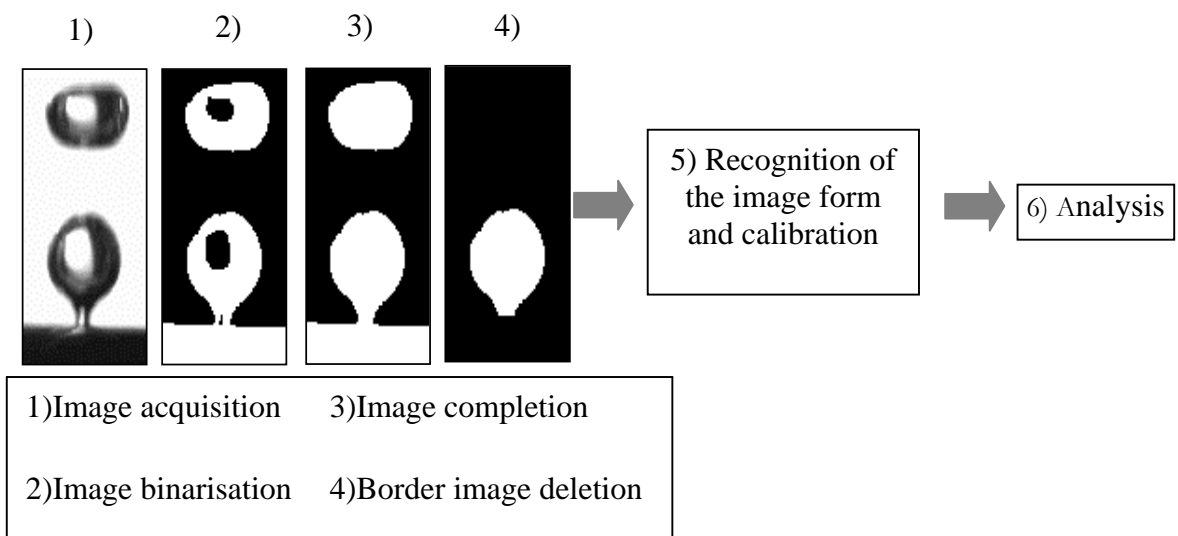 1) 2) 3) 4)
5) Recognition of
the image form
and calibration
6) Analysis
1)Image acquisition 3)Image completion
2)Image binarisation 4)Border image deletion